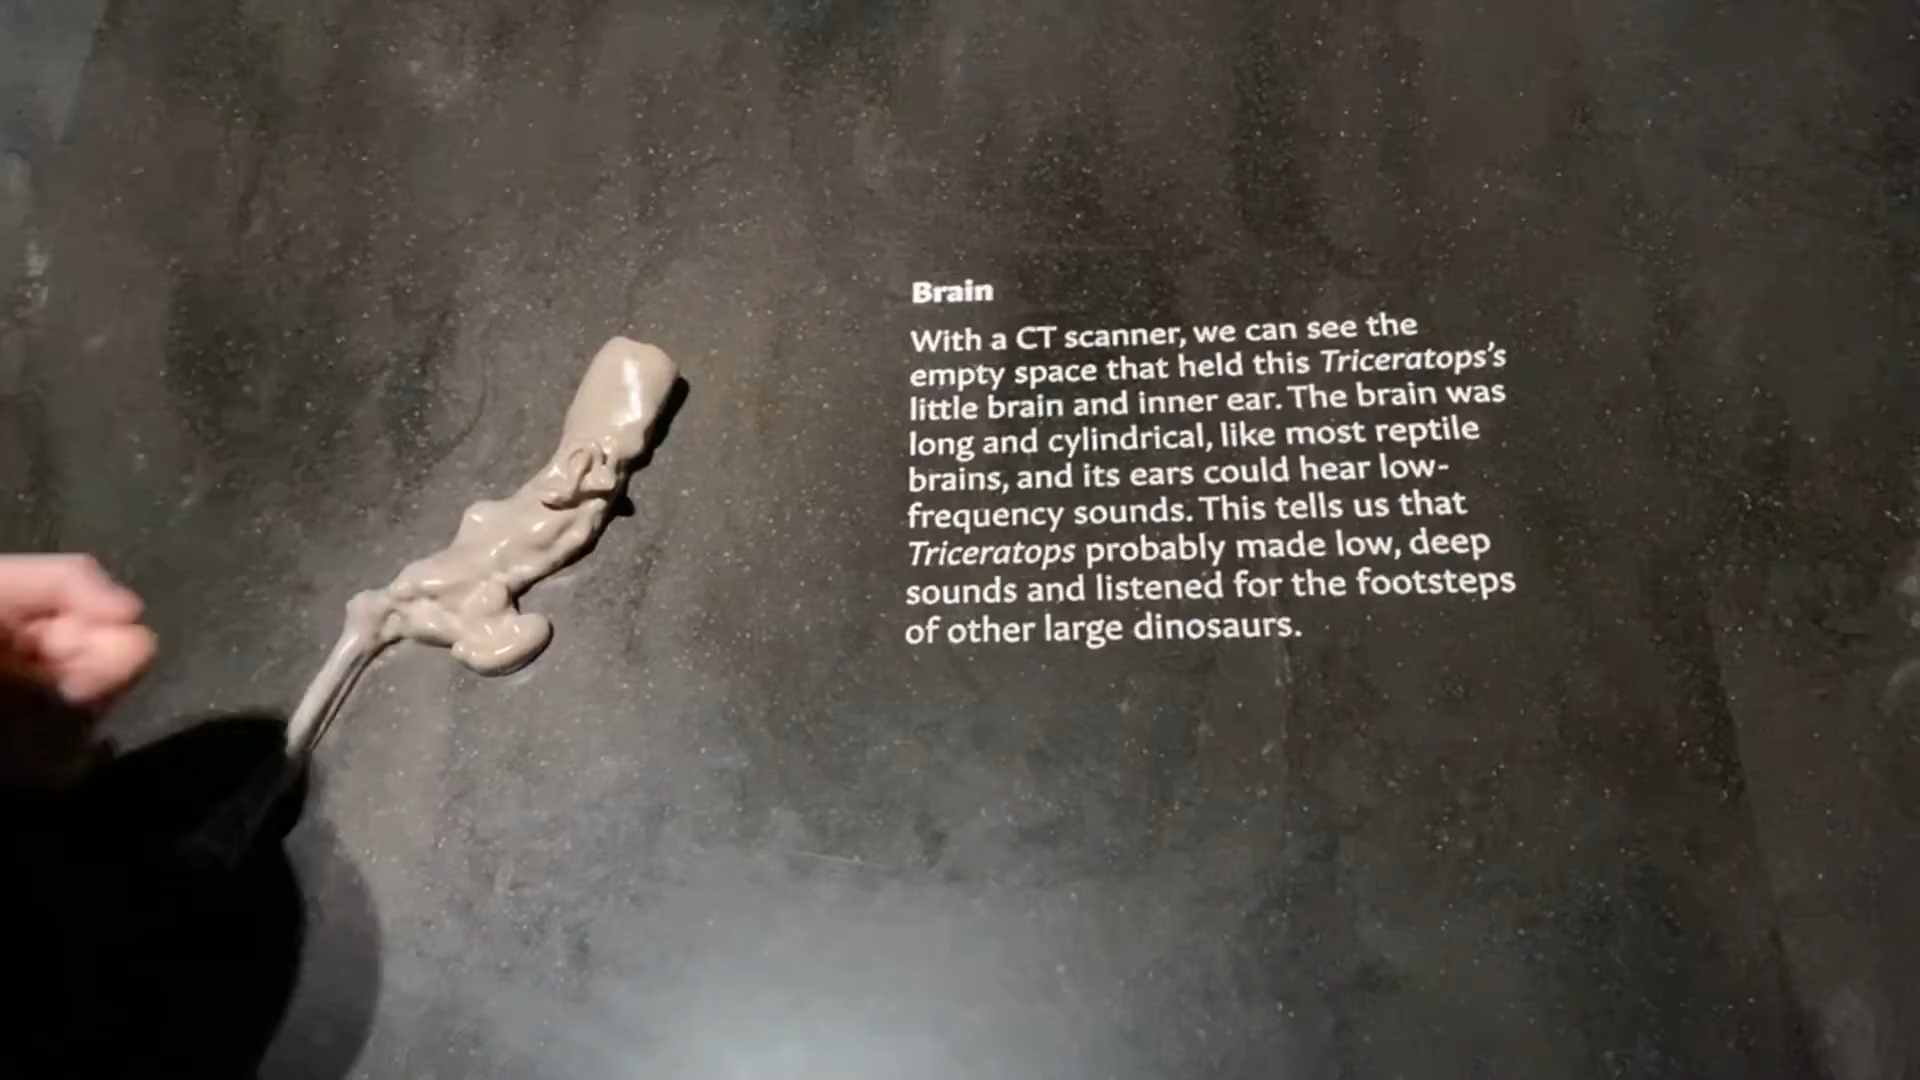 Brain
With a CT scanner, we can see the
empty space that held this Triceratops's
little brain and inner ear. The brain was
long and cylindrical, like most reptile
brains, and its ears could hear low-
frequency sounds. This tells us that
Triceratops probably made low, deep
sounds and listened for the footsteps
of other large dinosaurs.